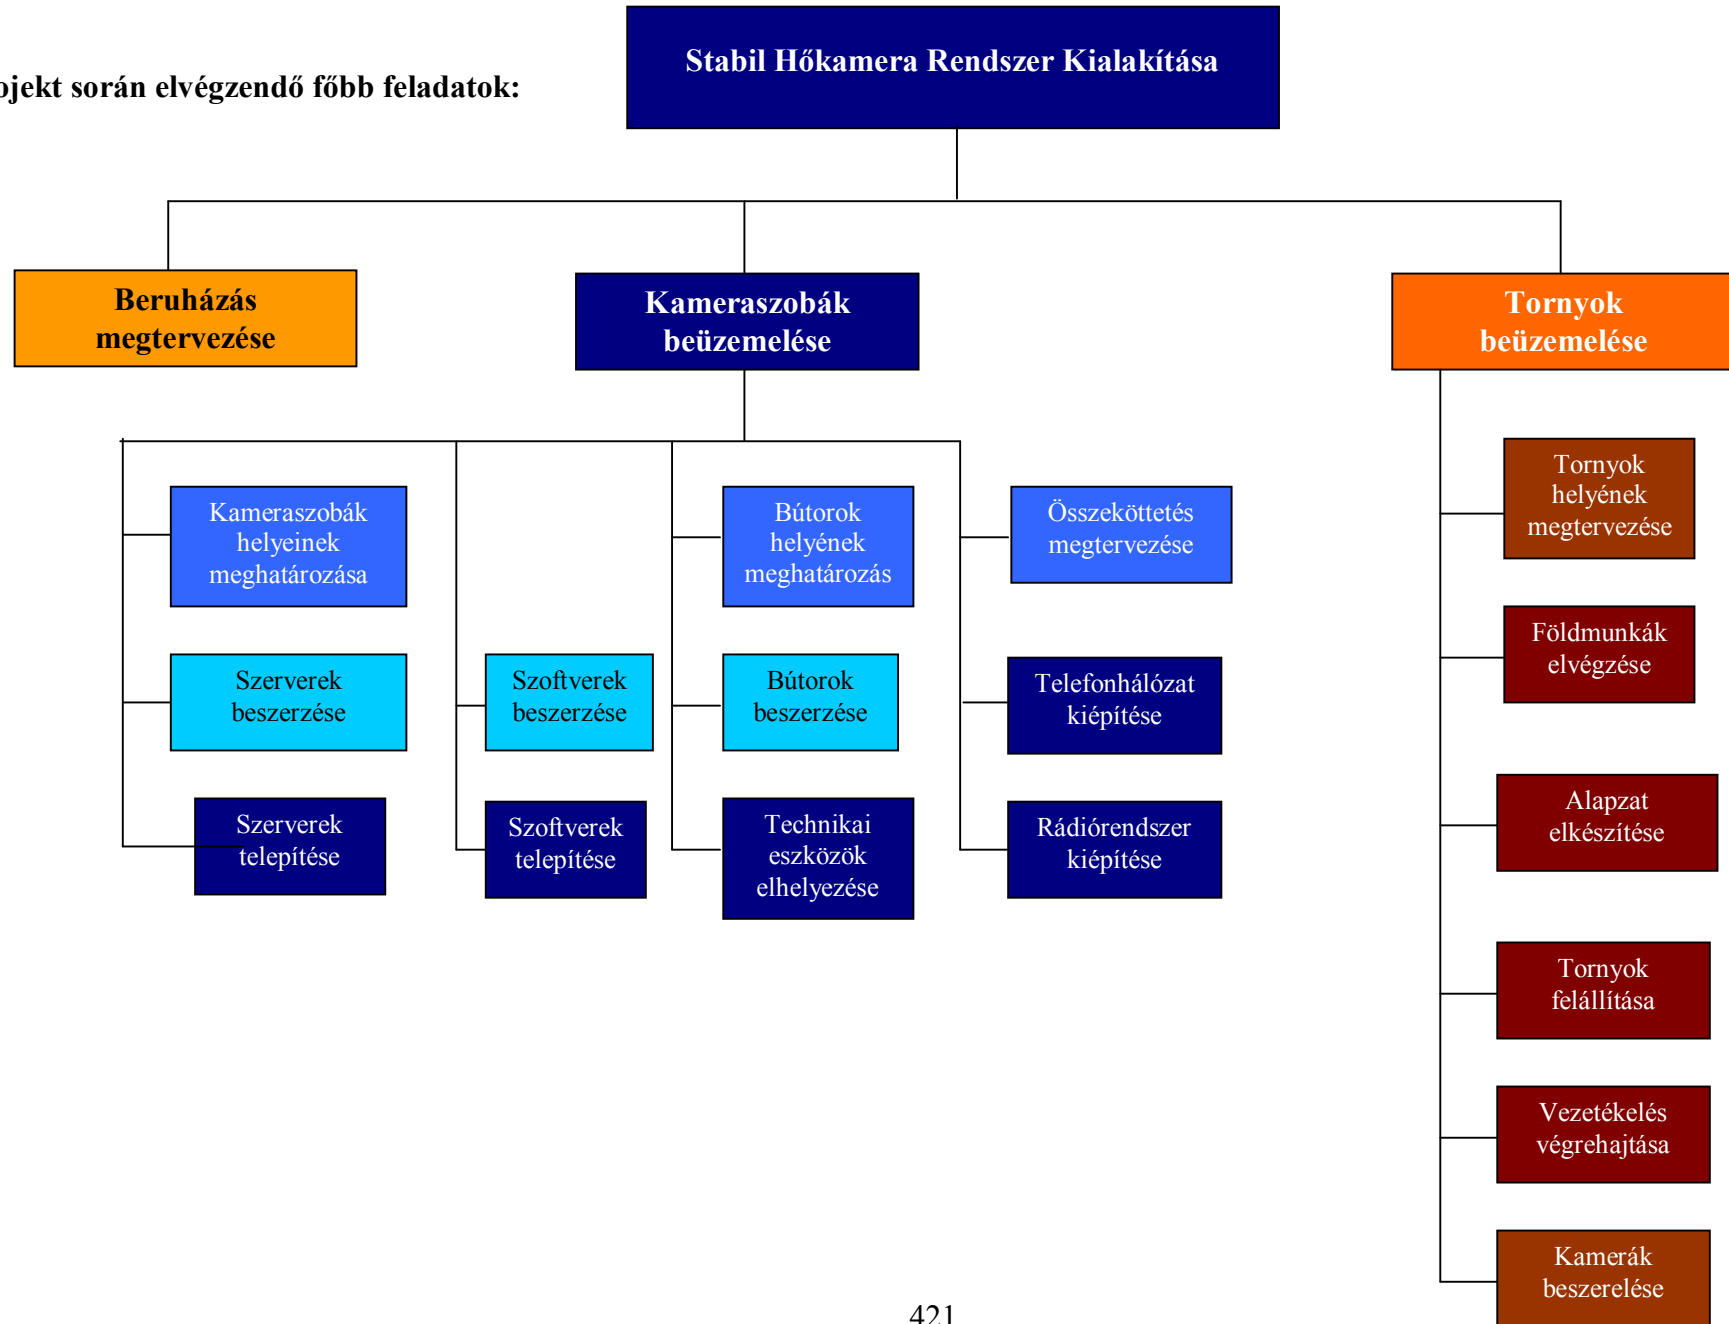 Stabil Hőkamera Rendszer Kialakítása
ojekt során elvégzendő főbb feladatok:
Beruházás
megtervezése
Kameraszobák
beüzemelése
Tornyok
beüzemelése
Kameraszobák
helyeinek
meghatározása
Szerverek
beszerzése
Szerverek
telepítése
Szoftverek
beszerzése
Szoftverek
telepítése
Bútorok
helyének
meghatározás
Bútorok
beszerzése
Technikai
eszközök
elhelyezése
Összeköttetés
megtervezése
Telefonhálózat
kiépítése
Rádiórendszer
kiépítése
Tornyok
helyének
megtervezése
Földmunkák
elvégzése
Alapzat
elkészítése
Tornyok
felállítása
Vezetékelés
végrehajtása
Kamerák
beszerelése
421